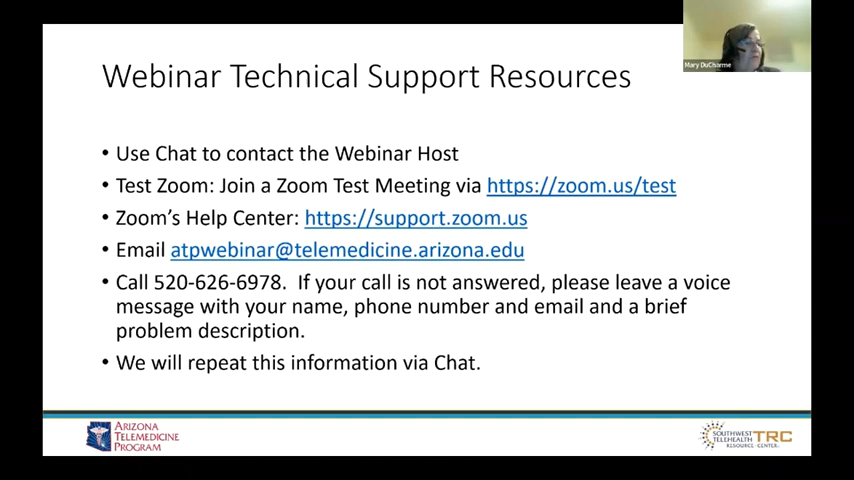 Mary DuCharme
Webinar Technical Support Resources
• Use Chat to contact the Webinar Host
• Test Zoom: Join a Zoom Test Meeting via https://zoom.us/test
• Zoom's Help Center: https://support.zoom.us
• Email atpwebinar@telemedicine.arizona.edu
• Call 520-626-6978. If your call is not answered, please leave a voice
message with your name, phone number and email and a brief
problem description.
• We will repeat this information via Chat.
ARIZONA
TELEMEDICINE
PROGRAM
SOUTHWEST
TELEHEALTH
RESOURCE CENTER
TRC